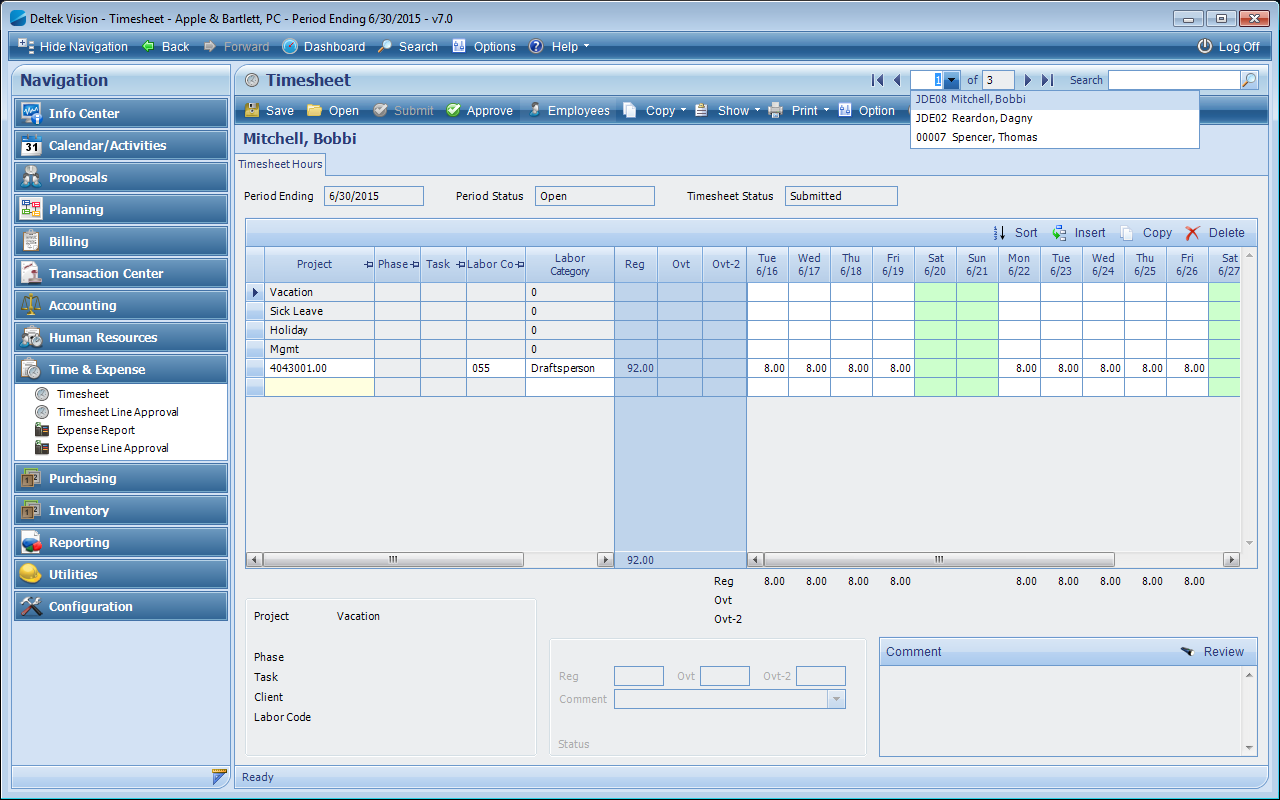 Deltek Vision - Timesheet - Apple & Bartlett, PC - Period Ending 6/30/2015 - v7.0
Hide Navigation Back Forward Dashboard Search Options Help Log Off
Navigation
Info Center
31 Calendar/Activities
Proposals
Planning
Billing
Transaction Center
Accounting
Human Resources
Time & Expense
Timesheet
Timesheet Line Approval
Expense Report
Expense Line Approval
Purchasing
Inventory
Reporting
Utilities
Configuration
Timesheet 1 of 3 Search
Save Open Submit Approve Employees Copy Show Print Option
JDE08 Mitchell, Bobbi
JDE02 Reardon, Dagny
00007 Spencer, Thomas
Mitchell, Bobbi
Timesheet Hours
Period Ending 6/30/2015 Period Status Open Timesheet Status Submitted
Sort Insert Copy Delete
Project Phase Task Labor Co Labor Category Reg Ovt Ovt-2 Tue 6/16 Wed 6/17 Thu 6/18 Fri 6/19 Sat 6/20 Sun 6/21 Mon 6/22 Tue 6/23 Wed 6/24 Thu 6/25 Fri 6/26 Sat 6/27
Vacation 0
Sick Leave 0
Holiday 0
Mgmt 0
4043001.00 055 Draftsperson 92.00 8.00 8.00 8.00 8.00 8.00 8.00 8.00 8.00 8.00
92.00
Reg 8.00 8.00 8.00 8.00 8.00 8.00 8.00 8.00 8.00
Ovt
Ovt-2
Project Vacation
Phase
Task
Client
Labor Code
Reg Ovt Ovt-2
Comment
Status
Comment Review
Ready